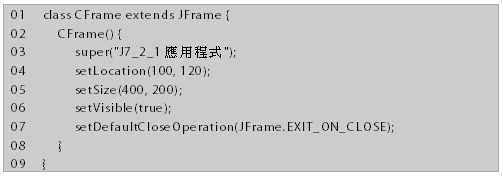 01 class CFrame extends JFrame {
02 CFrame() {
03 super("J7_2_1 應用程式");
04 setLocation(100, 120);
05 setSize(400, 200);
06 setVisible(true);
07 setDefaultCloseOperation(JFrame.EXIT_ON_CLOSE);
08 }
09 }